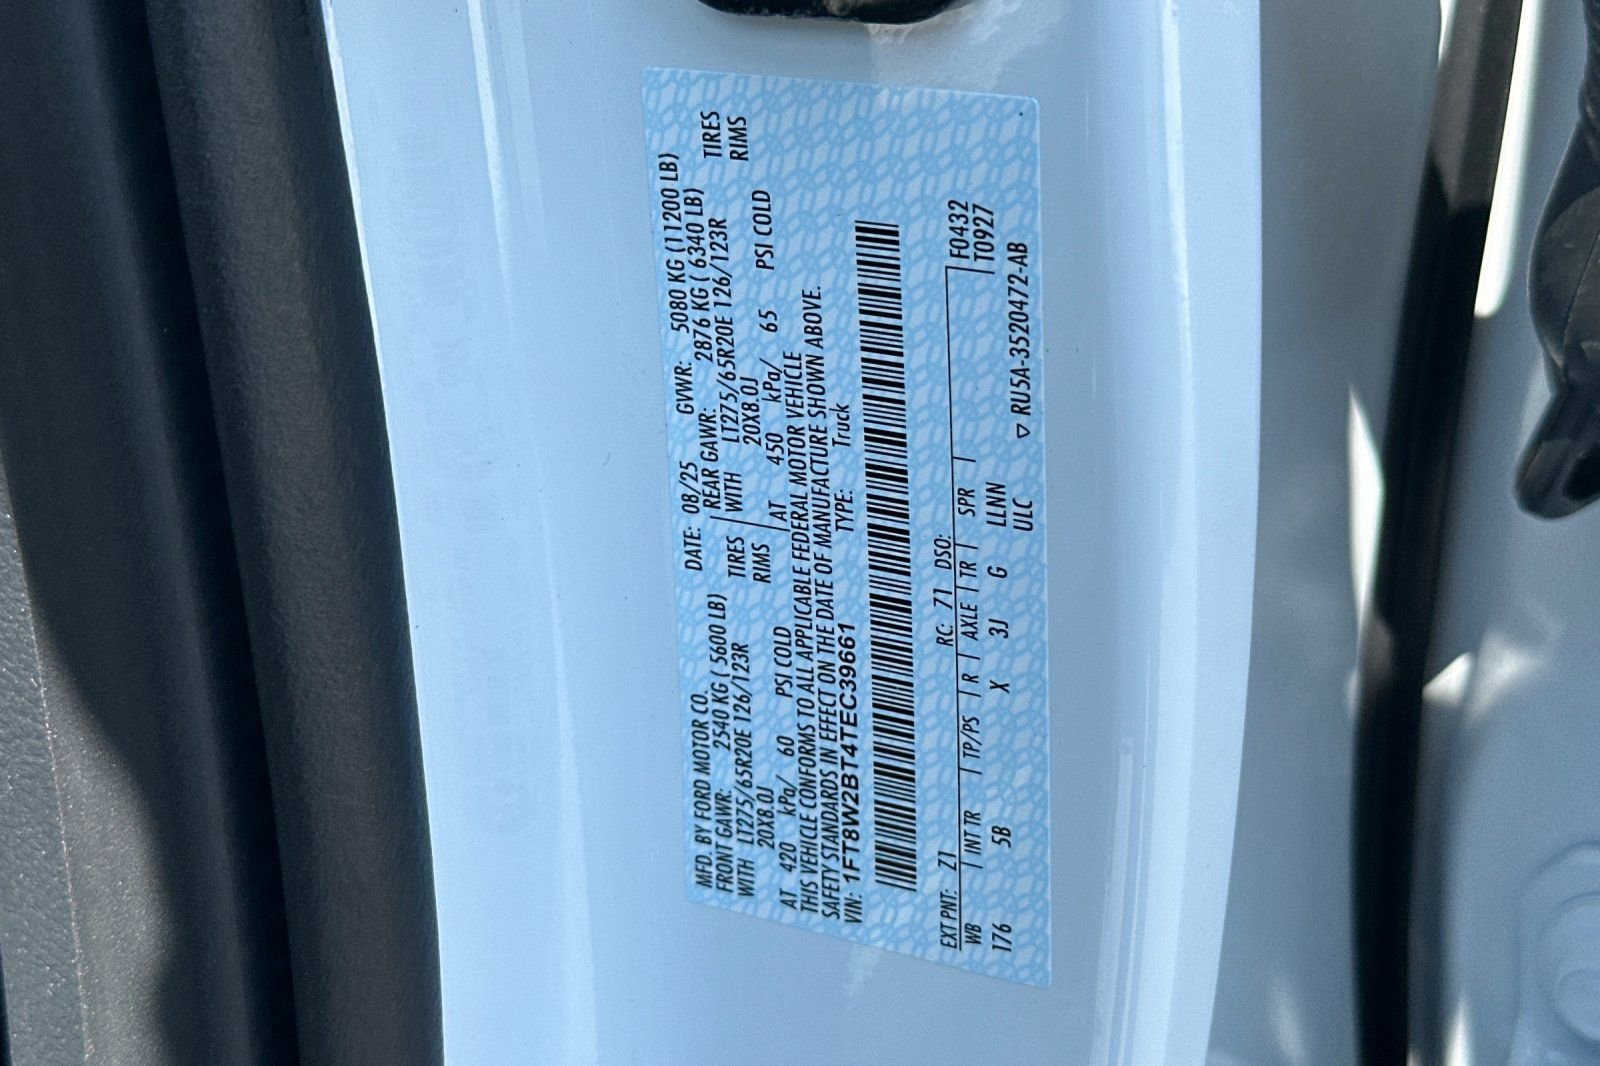 MFD. BY FORD MOTOR CO.
DATE: 08/25 GVWR: 5080 KG (11200 LB)
FRONT GAWR: 2540 KG ( 5600 LB) REAR GAWR: 2876 KG ( 6340 LB)
WITH LT275/65R20E 126/123R TIRES WITH LT275/65R20E 126/123R TIRES
20X8.0J RIMS 20X8.0J RIMS
AT 420 kPa/ 60 PSI COLD AT 450 kPa/ 65 PSI COLD
THIS VEHICLE CONFORMS TO ALL APPLICABLE FEDERAL MOTOR VEHICLE
SAFETY STANDARDS IN EFFECT ON THE DATE OF MANUFACTURE SHOWN ABOVE.
VIN: 1FT8W2BT4TEC39661 TYPE: Truck
EXT PNT: Z1 RC: Z1 DSO: F0432
WB INT TR TP/PS R AXLE TR SPR T0927
176 5B X 3J G LLNN
ULC ▽ RU5A-3520472-AB